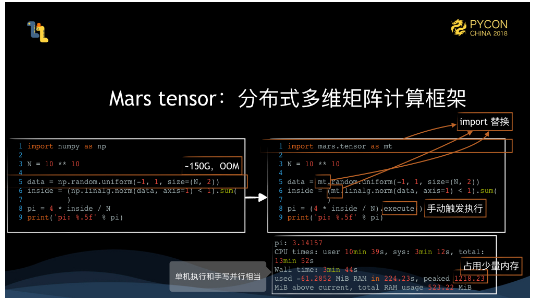 PYCON
CHINA 2018
Mars tensor：分布式多维矩阵计算框架
import 替换
1 import numpy as np
2
3 N = 10 ** 10
4
~150G, OOM
5 data = np.random.uniform(-1, 1, size=(N, 2))
6 inside = (np.linalg.norm(data, axis=1) < 1).sum(
7 )
8 pi = 4 * inside / N
9 print('pi: %.5f' % pi)
1 import mars.tensor as mt
2
3 N = 10 ** 10
4
5 data = mt.random.uniform(-1, 1, size=(N, 2))
6 inside = (mt.linalg.norm(data, axis=1) < 1).sum(
7 )
8 pi = (4 * inside / N).execute()
9 print('pi: %.5f' % pi)
手动触发执行
pi: 3.14157
CPU times: user 10min 39s, sys: 3min 12s, total:
13min 52s
Wall time: 3min 44s
used -61.2852 MiB RAM in 224.23s, peaked 1218.23
MiB above current, total RAM usage
MiB
占用少量内存
单机执行和手写并行相当